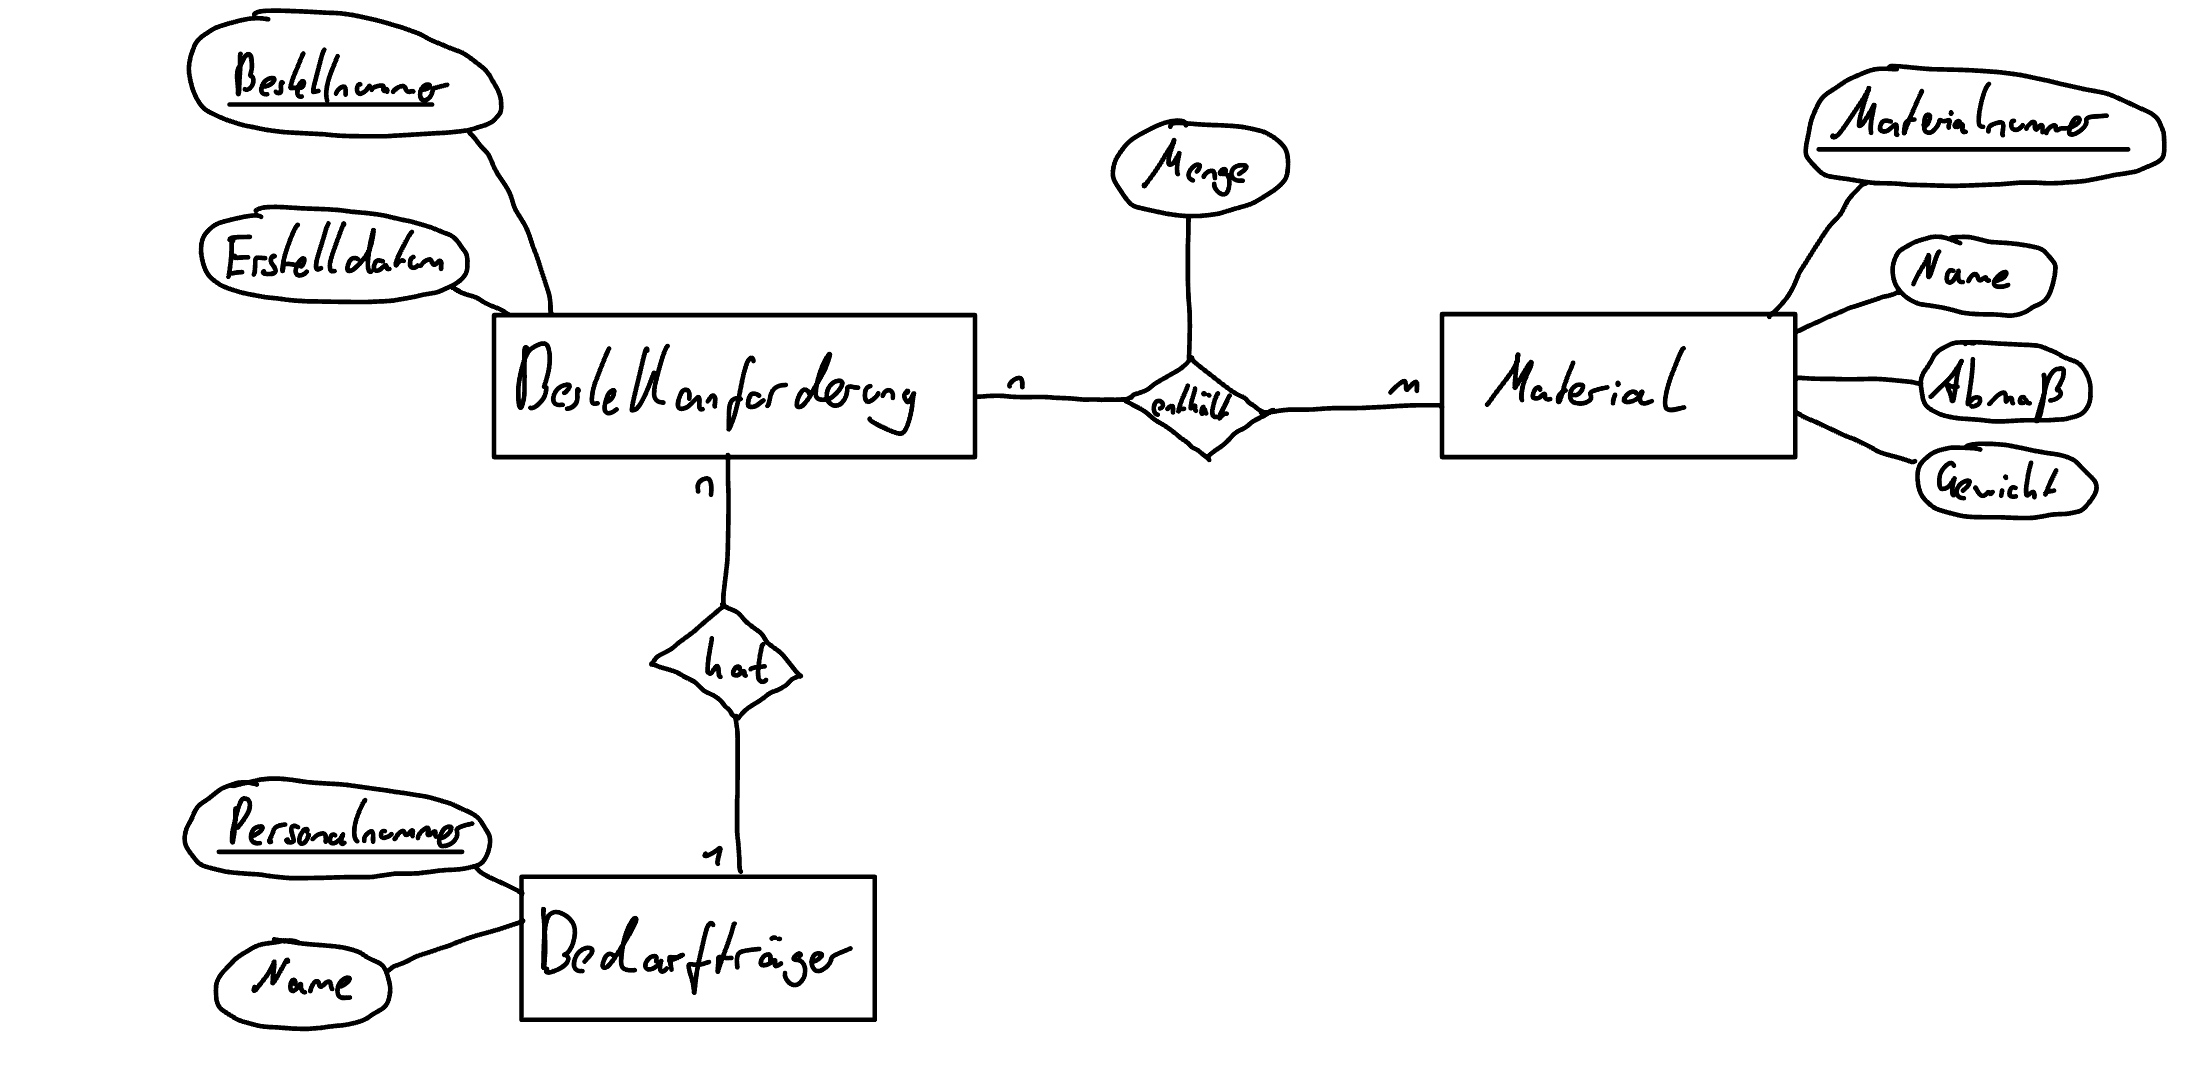 Bestellnummer
Materialnummer
Menge
Erstelldatum
Name
Bestellanforderung
n
enthält
m
Material
Abmaß
Gewicht
n
hat
1
Personalnummer
Bedarfträger
Name